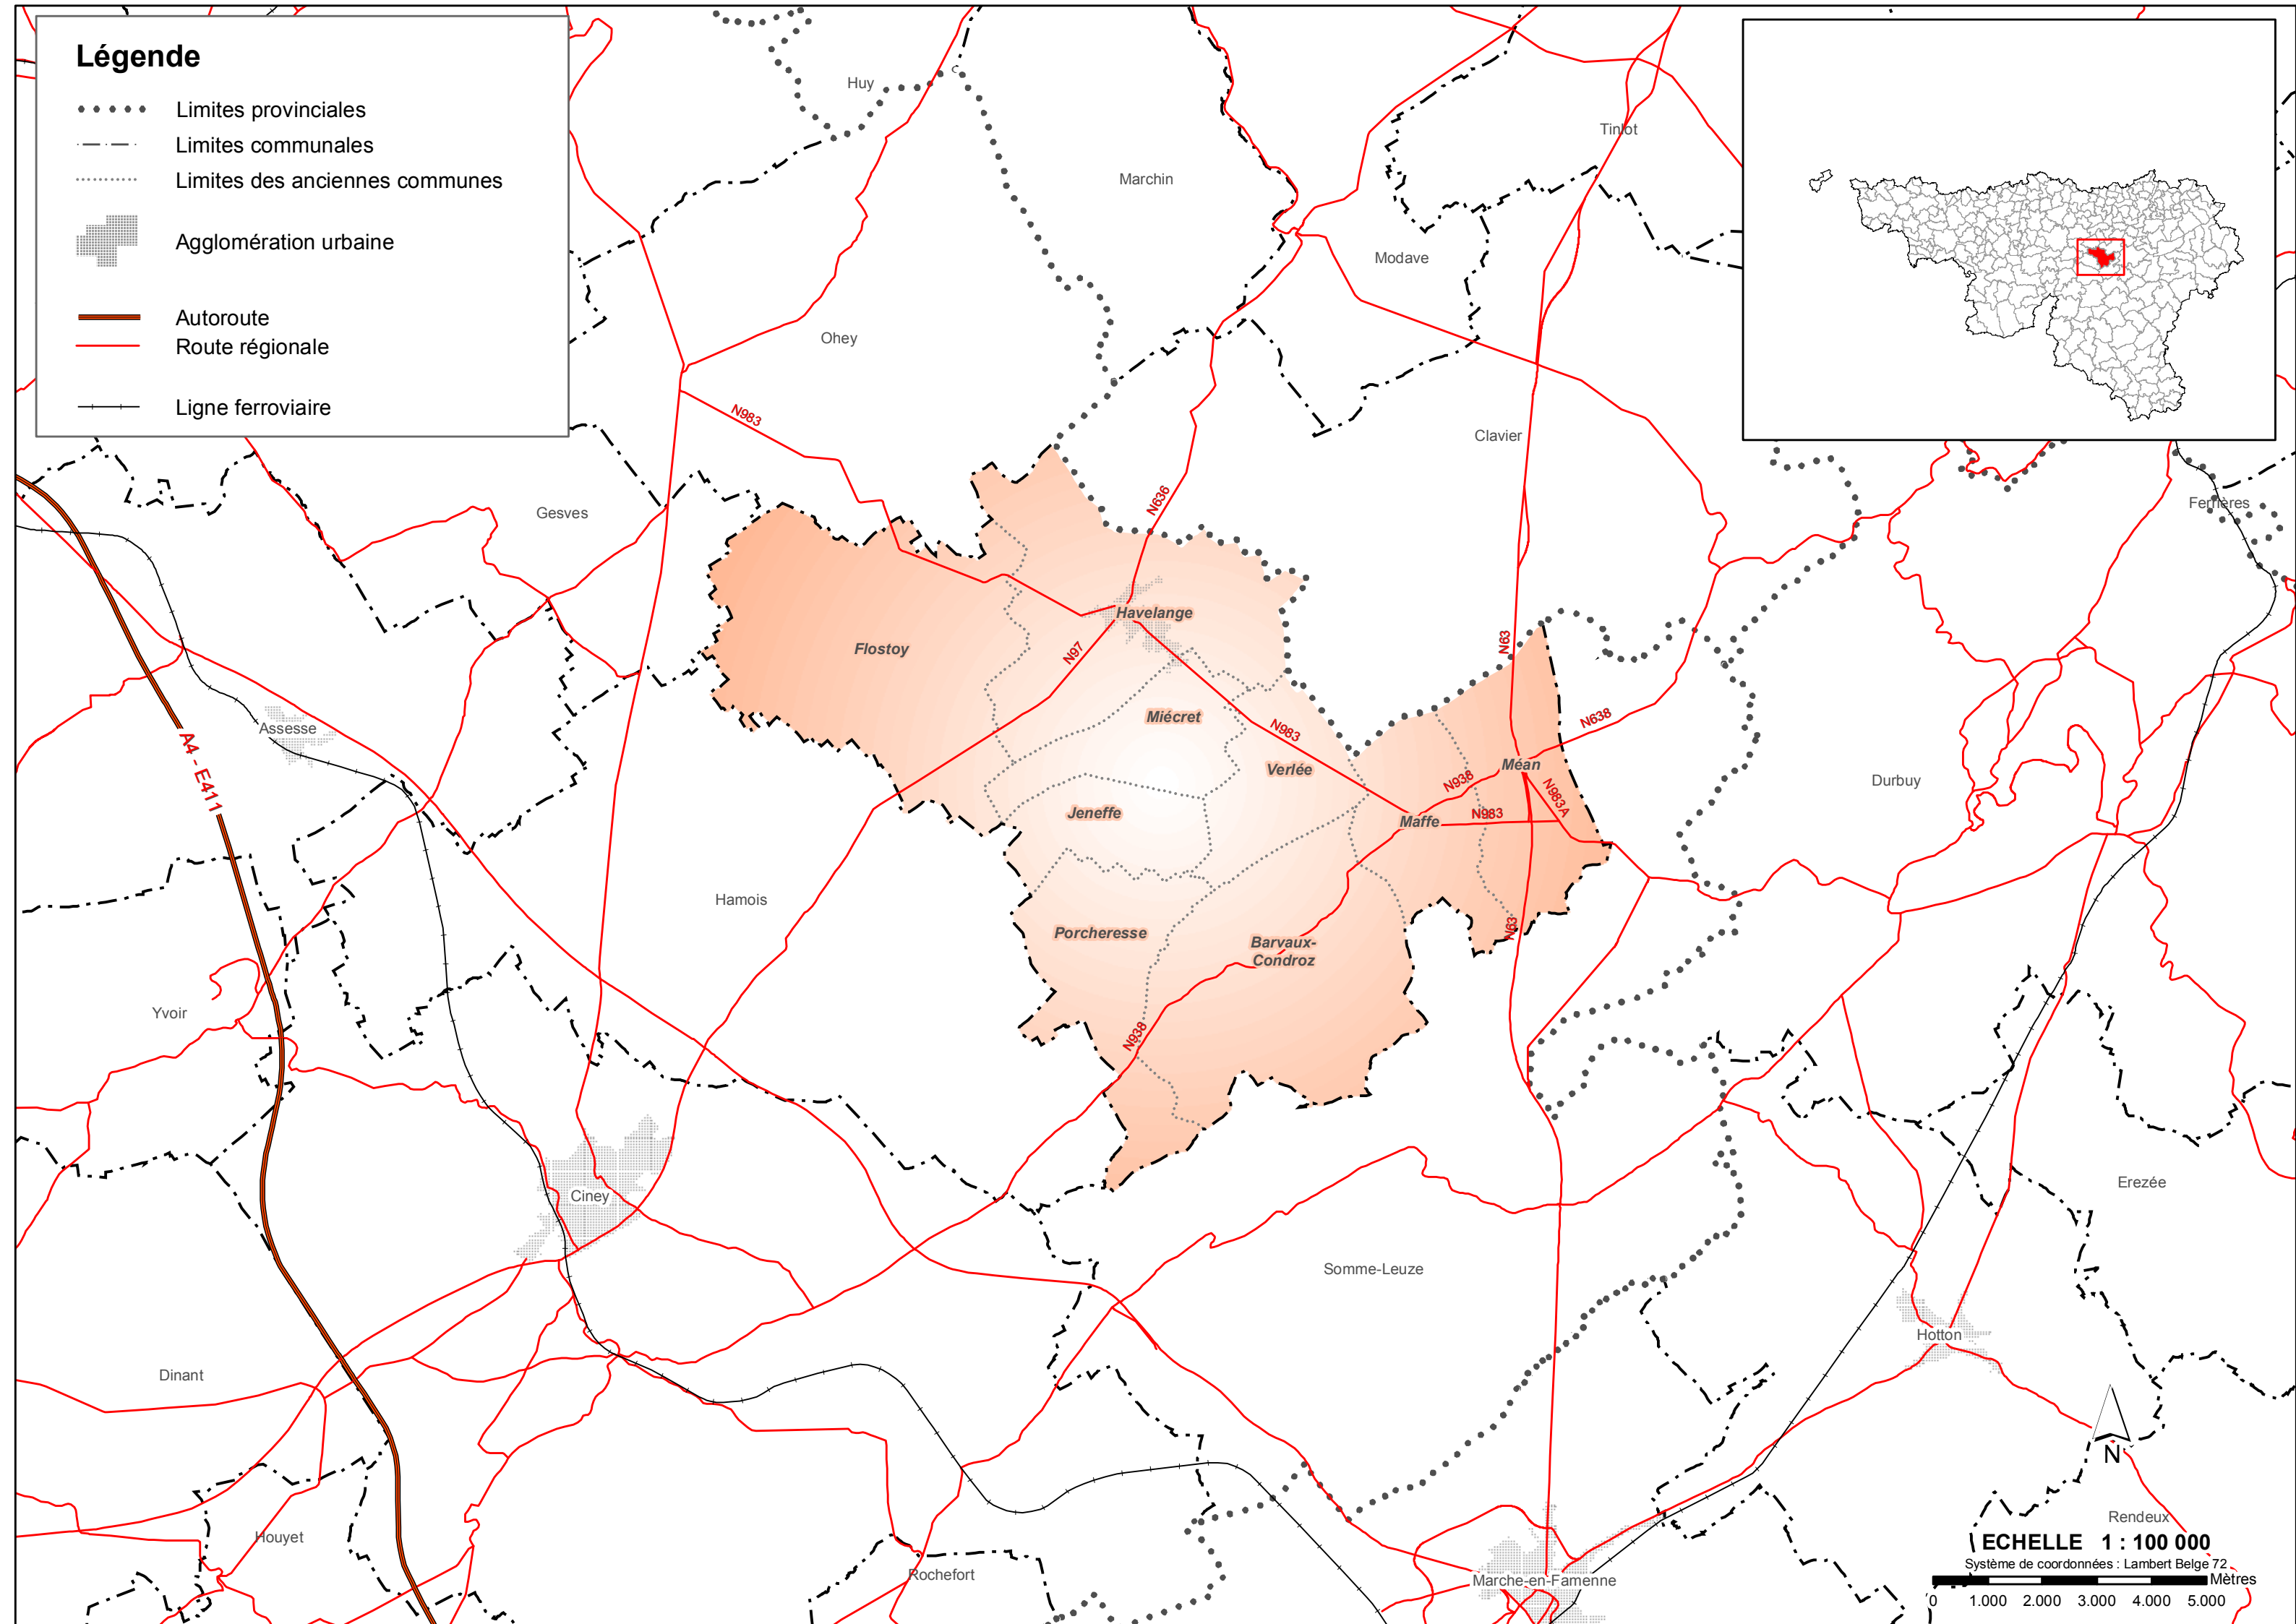 Légende
Limites provinciales
Limites communales
Limites des anciennes communes
Agglomération urbaine
Autoroute
Route régionale
Ligne ferroviaire
Huy
Marchin
Tinlot
Modave
Ohey
N983
Clavier
Gesves
N636
Ferrières
Havelange
Flostoy
N97
N63
Miécret
N983
N638
Assesse
A4 - E411
Verlée
Méan
N938
N983A
Durbuy
Jeneffe
Maffe
N983
Hamois
Porcheresse
Barvaux-
Condroz
N63
Yvoir
N938
Ciney
Erezée
Somme-Leuze
Hotton
Dinant
N
Houyet
Rochefort
Marche-en-Famenne
Rendeux
ECHELLE 1 : 100 000
Système de coordonnées : Lambert Belge 72
Mètres
0 1.000 2.000 3.000 4.000 5.000